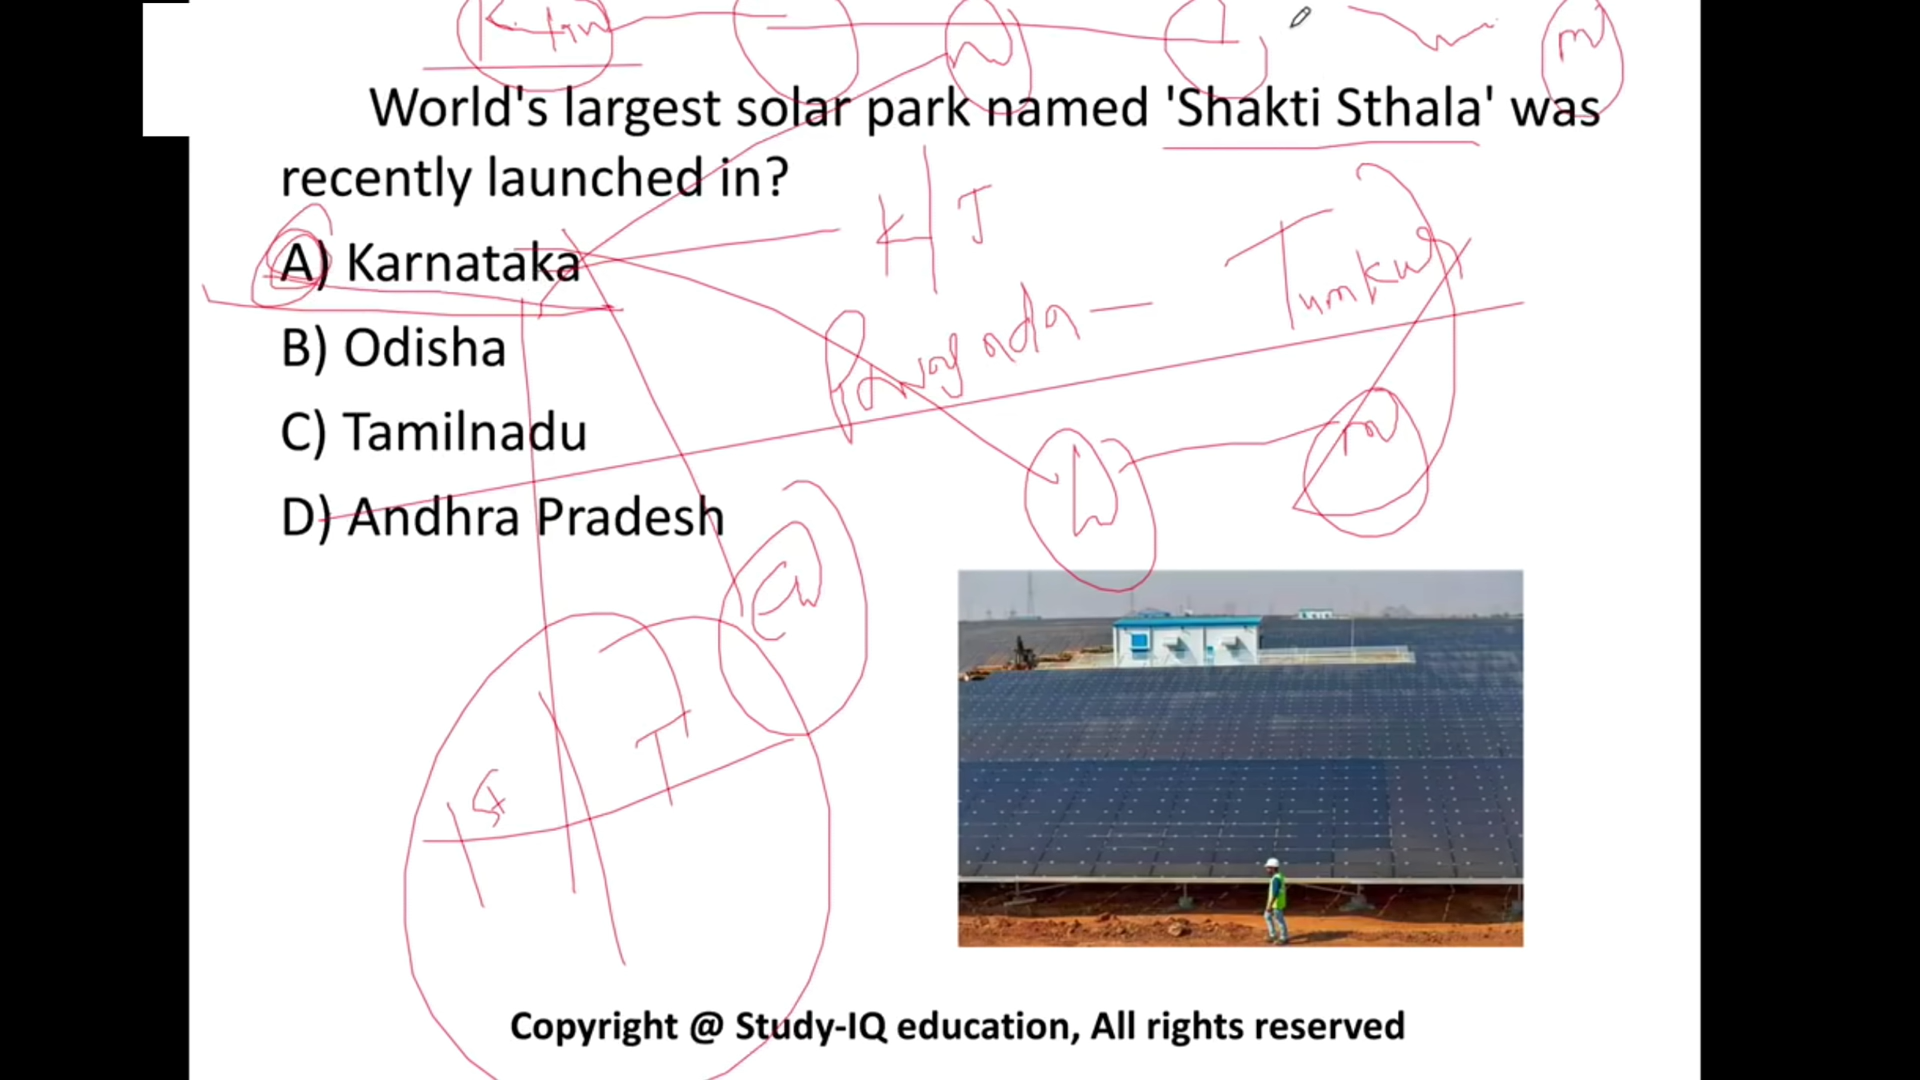 World's largest solar park named 'Shakti Sthala' was
recently launched in?
K T
A) Karnataka
Tumkur
Pavagada —
B) Odisha
C) Tamilnadu
D) Andhra Pradesh
T
Copyright @ Study-IQ education, All rights reserved